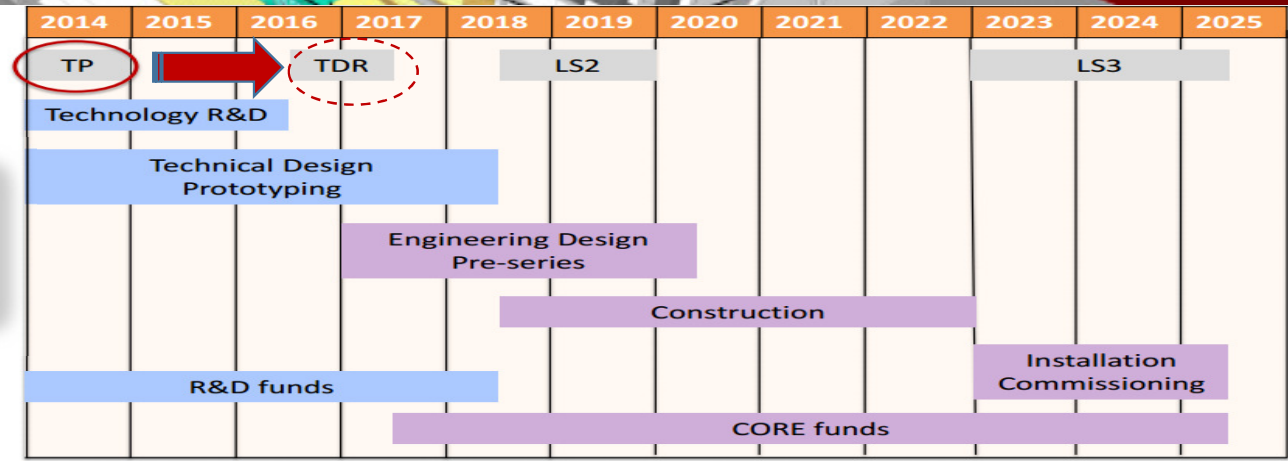 2014 2015 2016 2017 2018 2019 2020 2021 2022 2023 2024 2025
TP TDR LS2 LS3
Technology R&D
Technical Design
Prototyping
Engineering Design
Pre-series
Construction
Installation
Commissioning
R&D funds
CORE funds